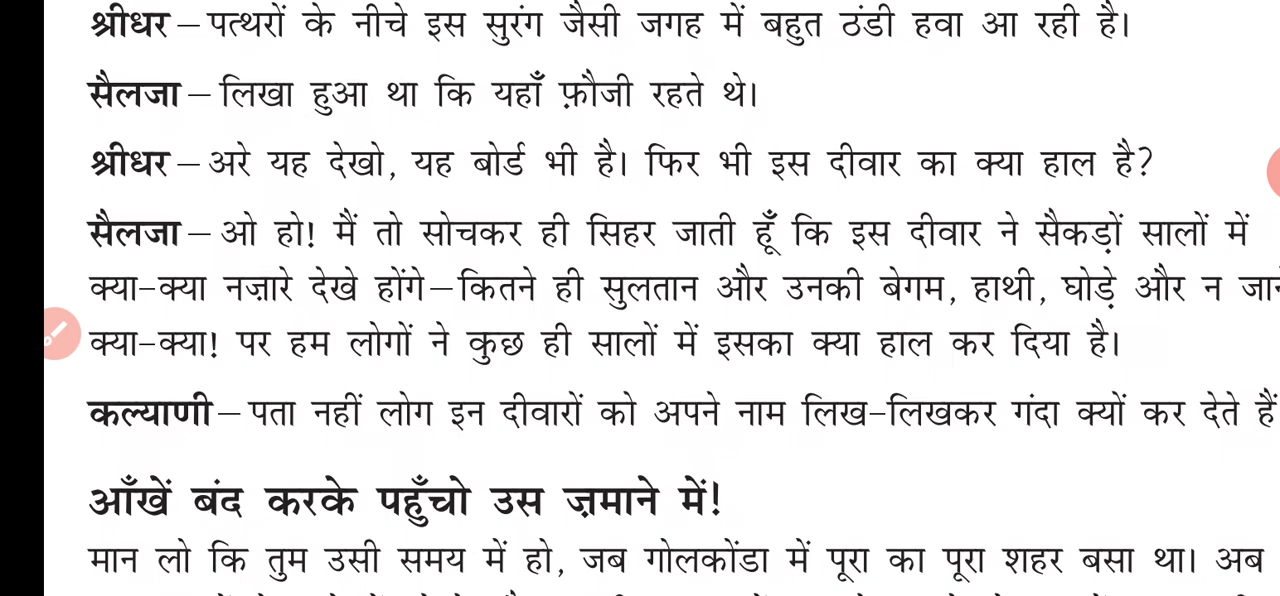 श्रीधर – पत्थरों के नीचे इस सुरंग जैसी जगह में बहुत ठंडी हवा आ रही है।
सैलजा – लिखा हुआ था कि यहाँ फ़ौजी रहते थे।
श्रीधर – अरे यह देखो, यह बोर्ड भी है। फिर भी इस दीवार का क्या हाल है?
सैलजा – ओ हो! मैं तो सोचकर ही सिहर जाती हूँ कि इस दीवार ने सैकड़ों सालों में
क्या-क्या नज़ारे देखे होंगे – कितने ही सुलतान और उनकी बेगम, हाथी, घोड़े और न
क्या-क्या! पर हम लोगों ने कुछ ही सालों में इसका क्या हाल कर दिया है।
कल्याणी – पता नहीं लोग इन दीवारों को अपने नाम लिख-लिखकर गंदा क्यों कर देते हैं
आँखें बंद करके पहुँचो उस ज़माने में!
मान लो कि तुम उसी समय में हो, जब गोलकोंडा में पूरा का पूरा शहर बसा था। अब